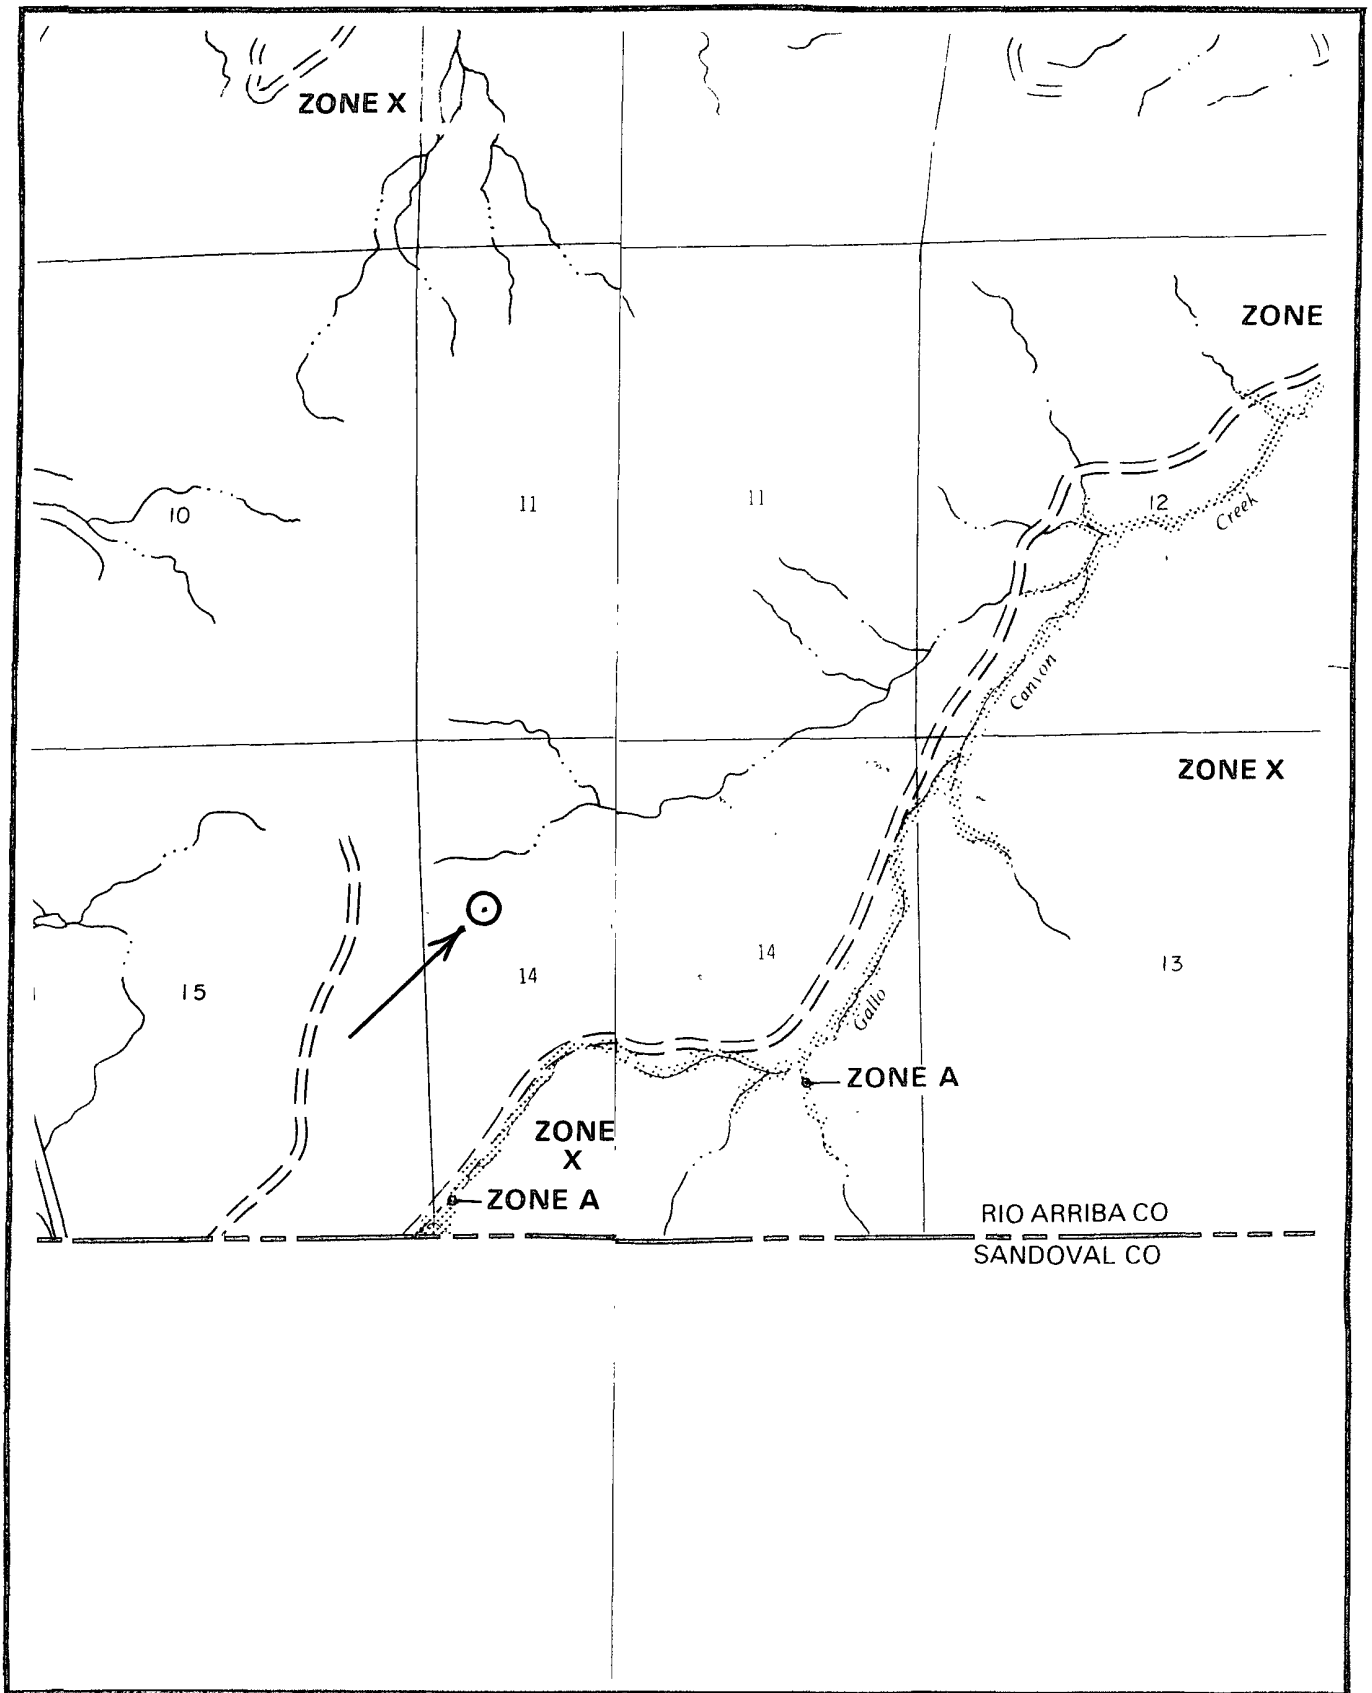 ZONE X
ZONE
10
11
11
12
Creek
Canyon
ZONE X
15
14
14
13
Gallo
ZONE A
ZONE
X
ZONE A
RIO ARRIBA CO
SANDOVAL CO